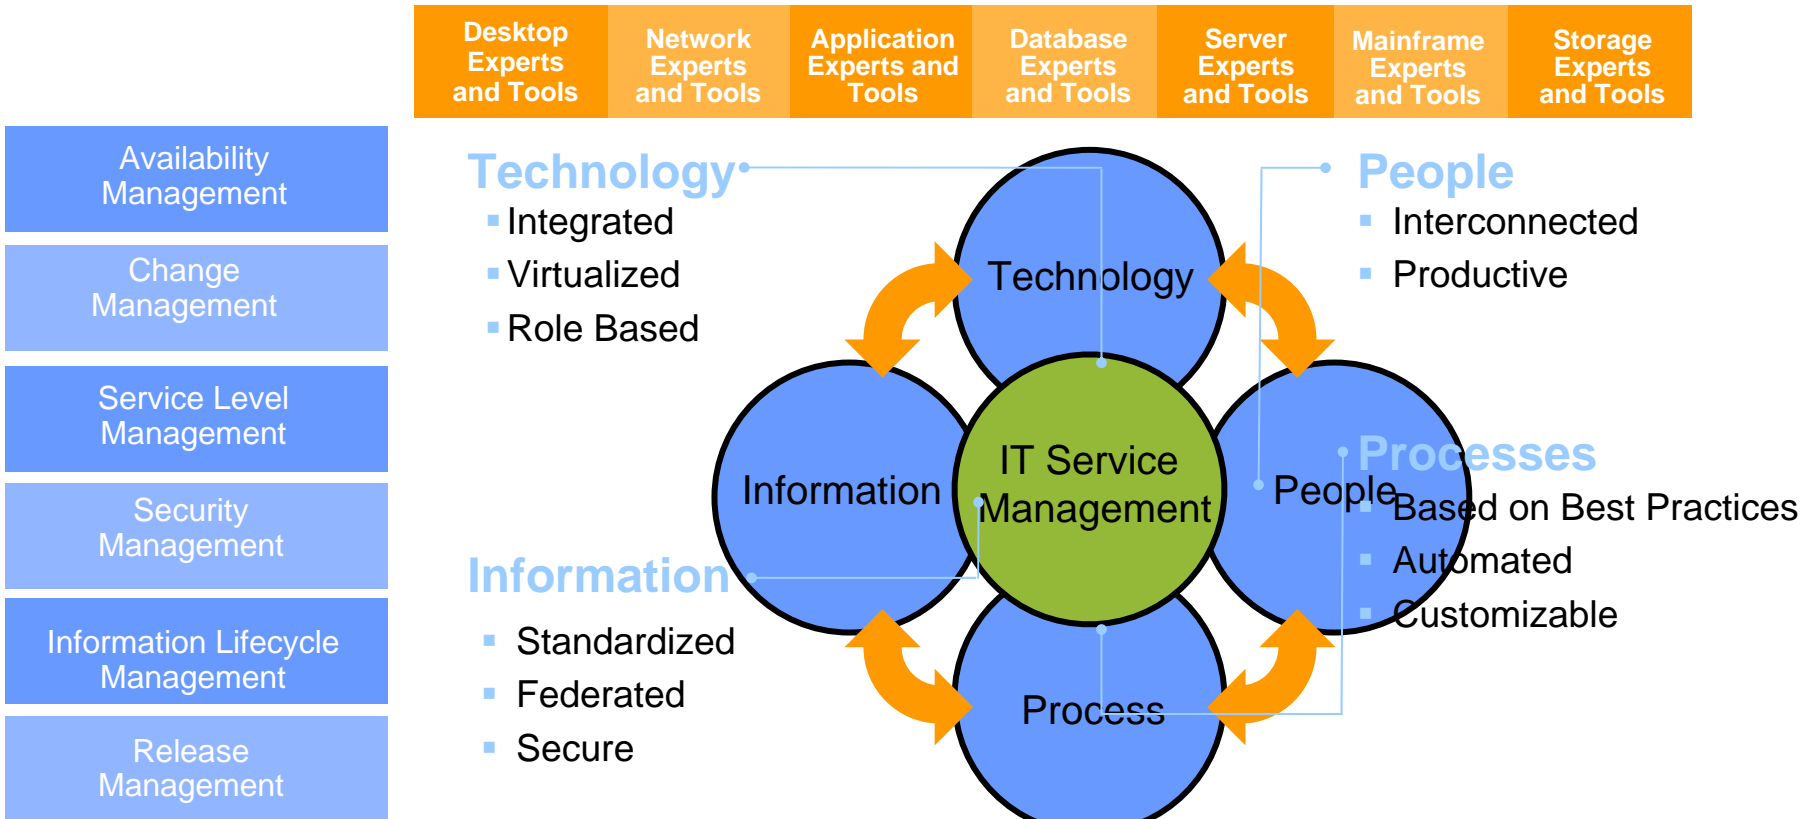 Desktop
Experts
and Tools
Network
Experts
and Tools
Application
Experts and
Tools
Database
Experts
and Tools
Server
Experts
and Tools
Mainframe
Experts
and Tools
Storage
Experts
and Tools
Availability
Management
Change
Management
Service Level
Management
Security
Management
Information Lifecycle
Management
Release
Management
Technology
Integrated
Virtualized
Role Based
People
Interconnected
Productive
Technology
Information
IT Service
Management
People
Process
Processes
Based on Best Practices
Automated
Customizable
Information
Standardized
Federated
Secure